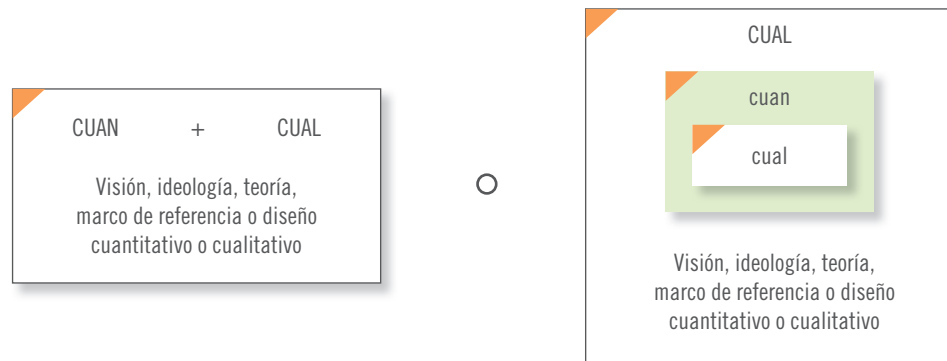 CUAN + CUAL
Visión, ideología, teoría,
marco de referencia o diseño
cuantitativo o cualitativo
O
CUAL
cuan
cual
Visión, ideología, teoría,
marco de referencia o diseño
cuantitativo o cualitativo